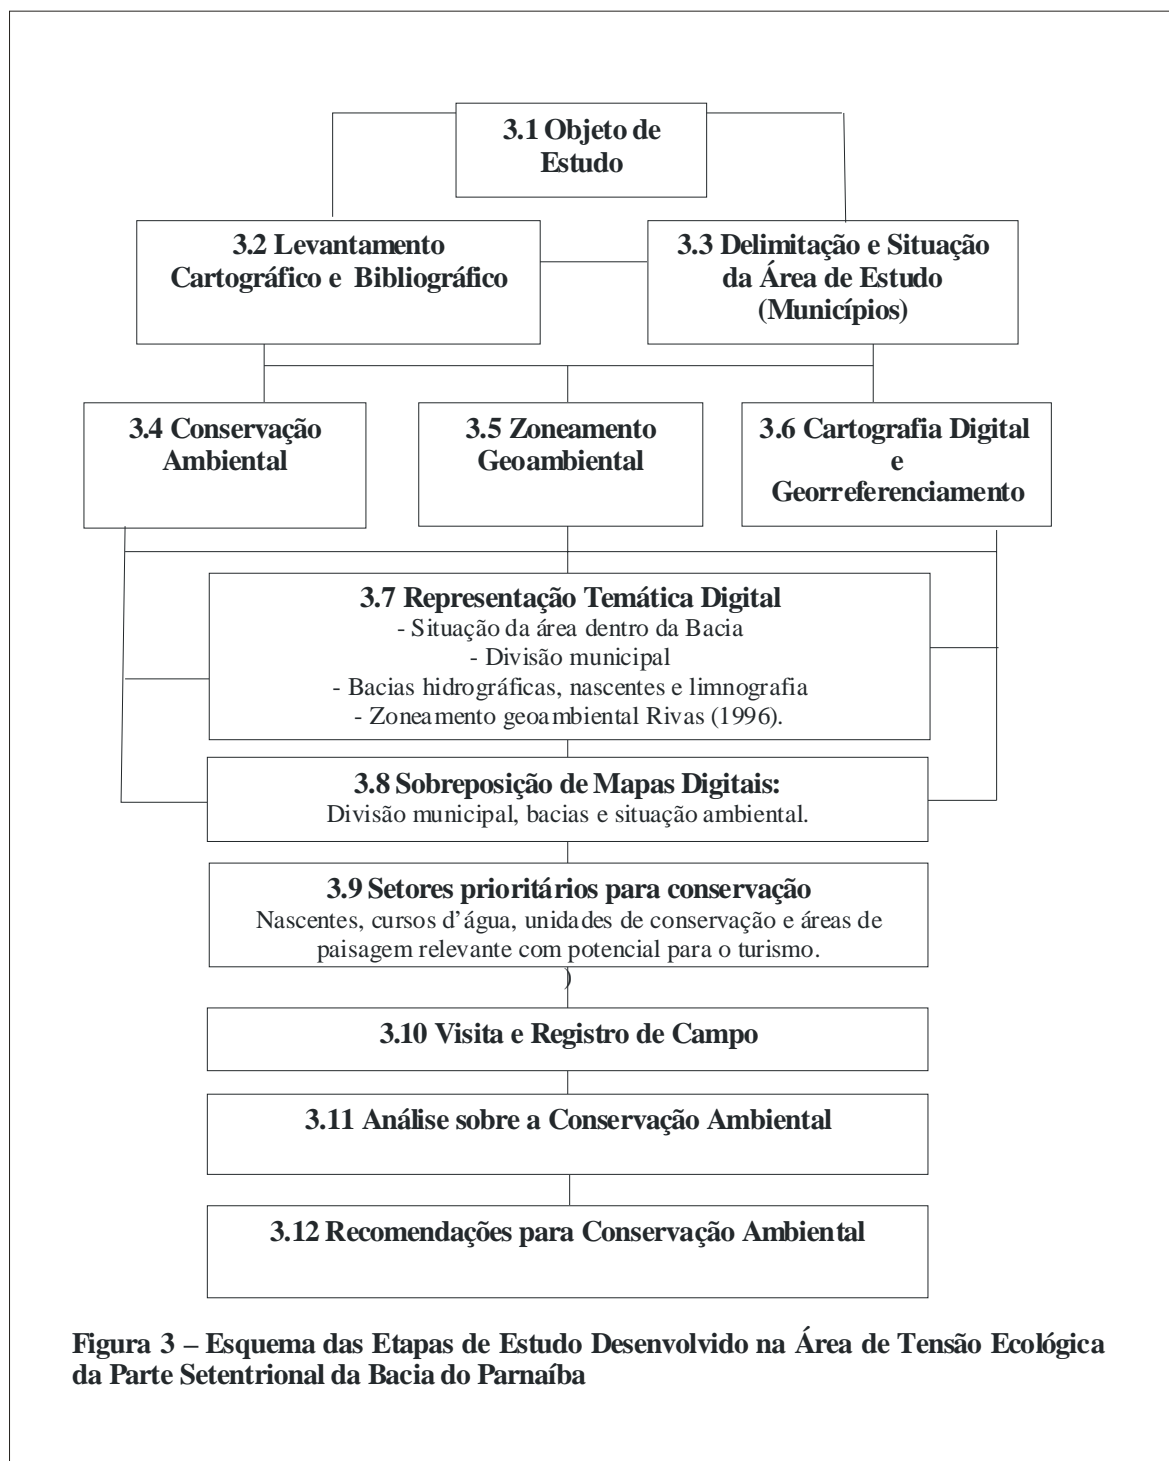 3.1 Objeto de
Estudo
3.2 Levantamento
Cartográfico e Bibliográfico
3.3 Delimitação e Situação
da Área de Estudo
(Municípios)
3.4 Conservação
Ambiental
3.5 Zoneamento
Geoambiental
3.6 Cartografia Digital
e
Georreferenciamento
3.7 Representação Temática Digital
- Situação da área dentro da Bacia
- Divisão municipal
- Bacias hidrográficas, nascentes e limnografia
- Zoneamento geoambiental Rivas (1996).
3.8 Sobreposição de Mapas Digitais:
Divisão municipal, bacias e situação ambiental.
3.9 Setores prioritários para conservação
Nascentes, cursos d’água, unidades de conservação e áreas de
paisagem relevante com potencial para o turismo.
)
3.10 Visita e Registro de Campo
3.11 Análise sobre a Conservação Ambiental
3.12 Recomendações para Conservação Ambiental
Figura 3 – Esquema das Etapas de Estudo Desenvolvido na Área de Tensão Ecológica
da Parte Setentrional da Bacia do Parnaíba